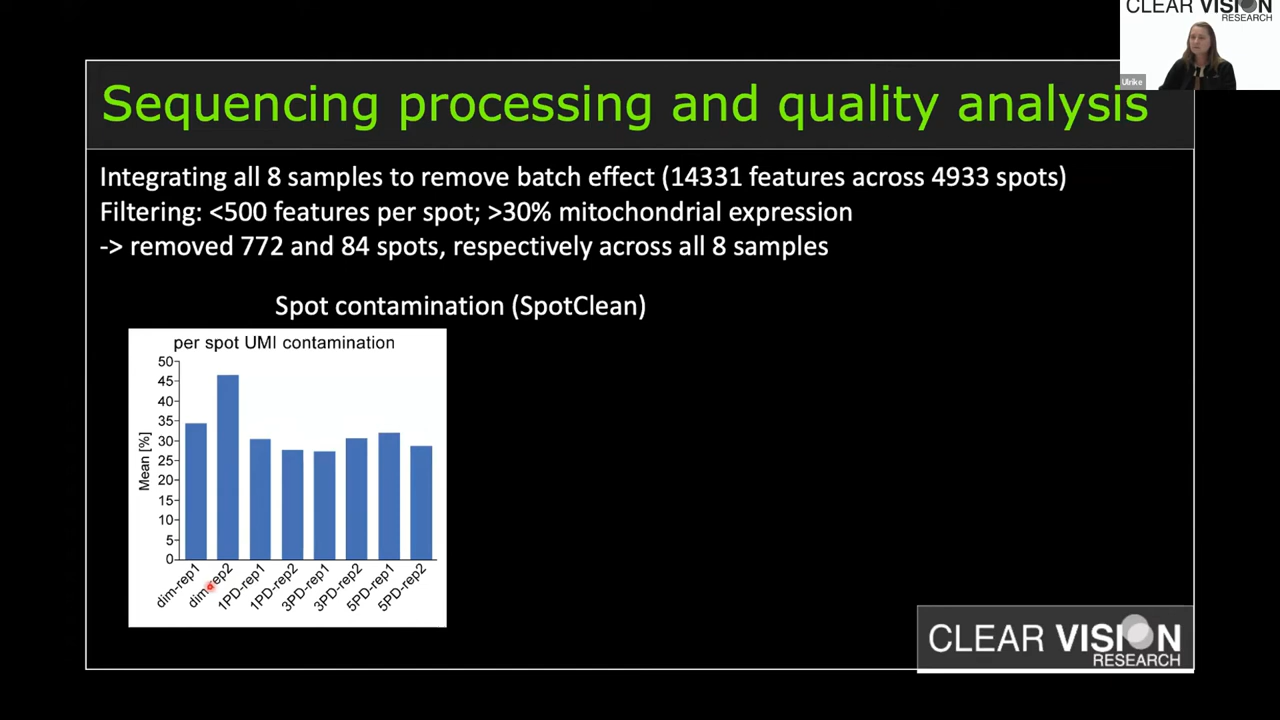 CLEAR VISION
RESEARCH
Ulrike
Sequencing processing and quality analysis
Integrating all 8 samples to remove batch effect (14331 features across 4933 spots)
Filtering: <500 features per spot; >30% mitochondrial expression
-> removed 772 and 84 spots, respectively across all 8 samples
Spot contamination (SpotClean)
per spot UMI contamination
Mean [%]
50
45
40
35
30
25
20
15
10
5
0
dim-rep1
dim-rep2
1PD-rep1
1PD-rep2
3PD-rep1
3PD-rep2
5PD-rep1
5PD-rep2
CLEAR VISION
RESEARCH